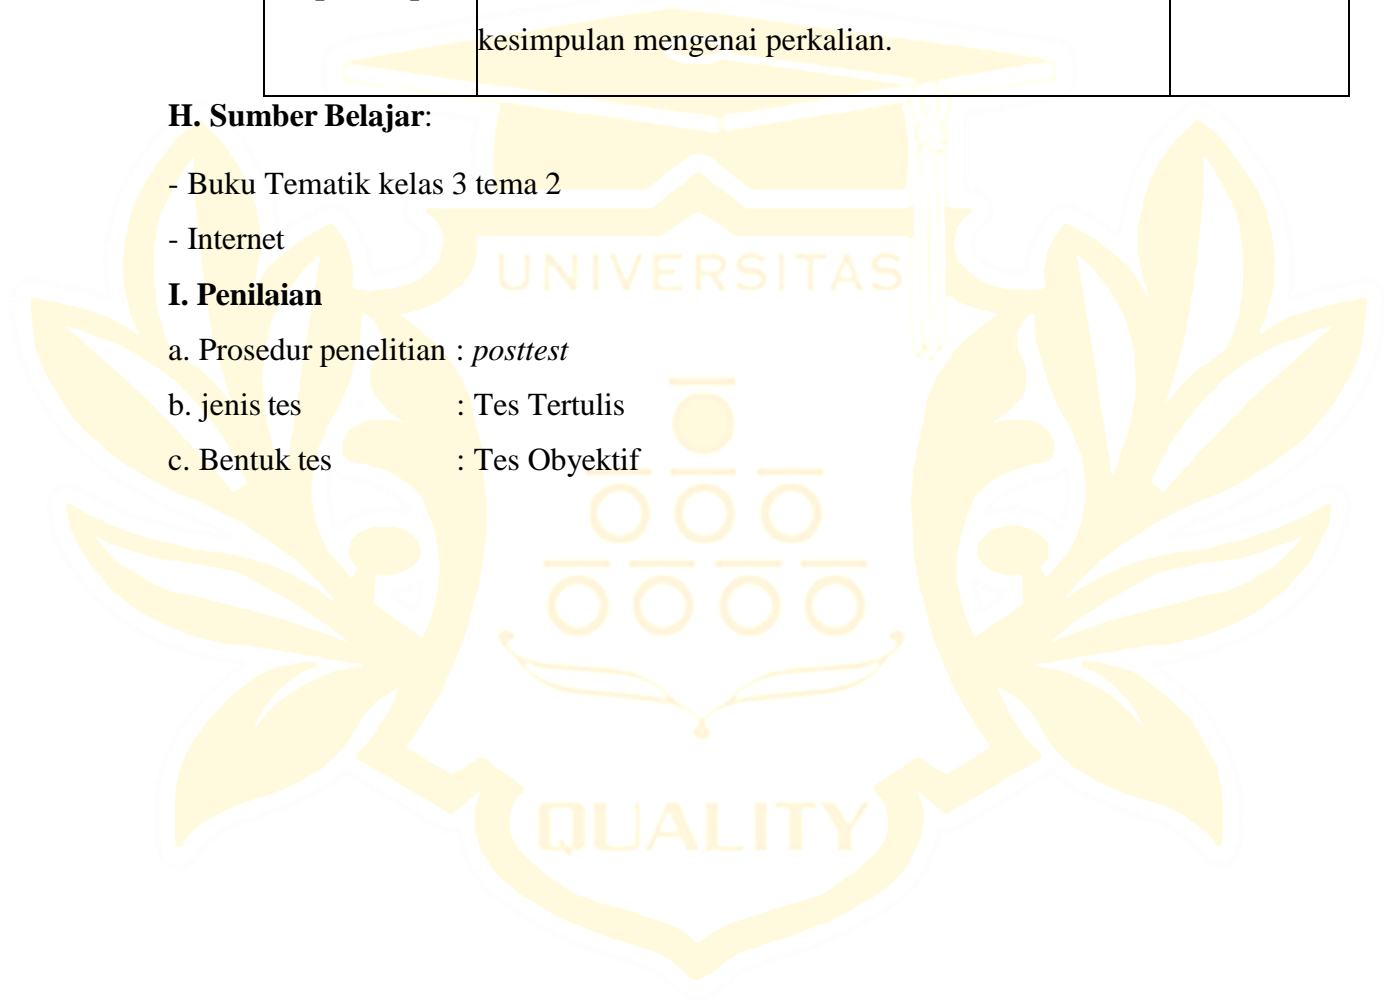 kesimpulan mengenai perkalian.
H. Sumber Belajar:
- Buku Tematik kelas 3 tema 2
- Internet
UNIVERSITAS
I. Penilaian
a. Prosedur penelitian : posttest
b. jenis tes : Tes Tertulis
c. Bentuk tes : Tes Obyektif
QUALITY